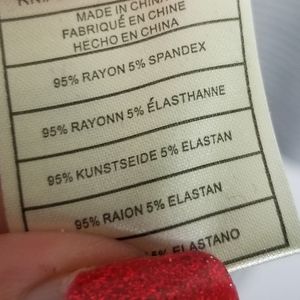 MADE IN CHINA
FABRIQUÉ EN CHINE
HECHO EN CHINA
95% RAYON 5% SPANDEX
95% RAYONN 5% ÉLASTHANNE
95% KUNSTSEIDE 5% ELASTAN
95% RAION 5% ELASTAN
5% ELASTANO